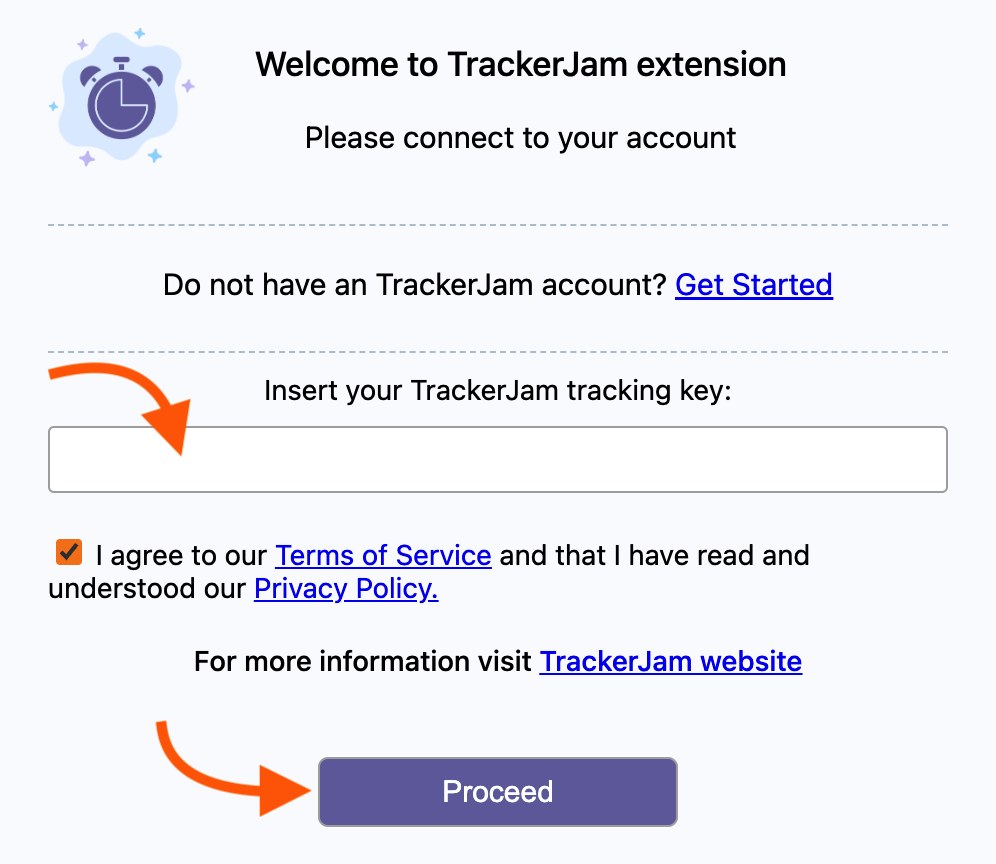 Welcome to TrackerJam extension
Please connect to your account
Do not have an TrackerJam account? Get Started
Insert your TrackerJam tracking key:
I agree to our Terms of Service and that I have read and
understood our Privacy Policy.
For more information visit TrackerJam website
Proceed